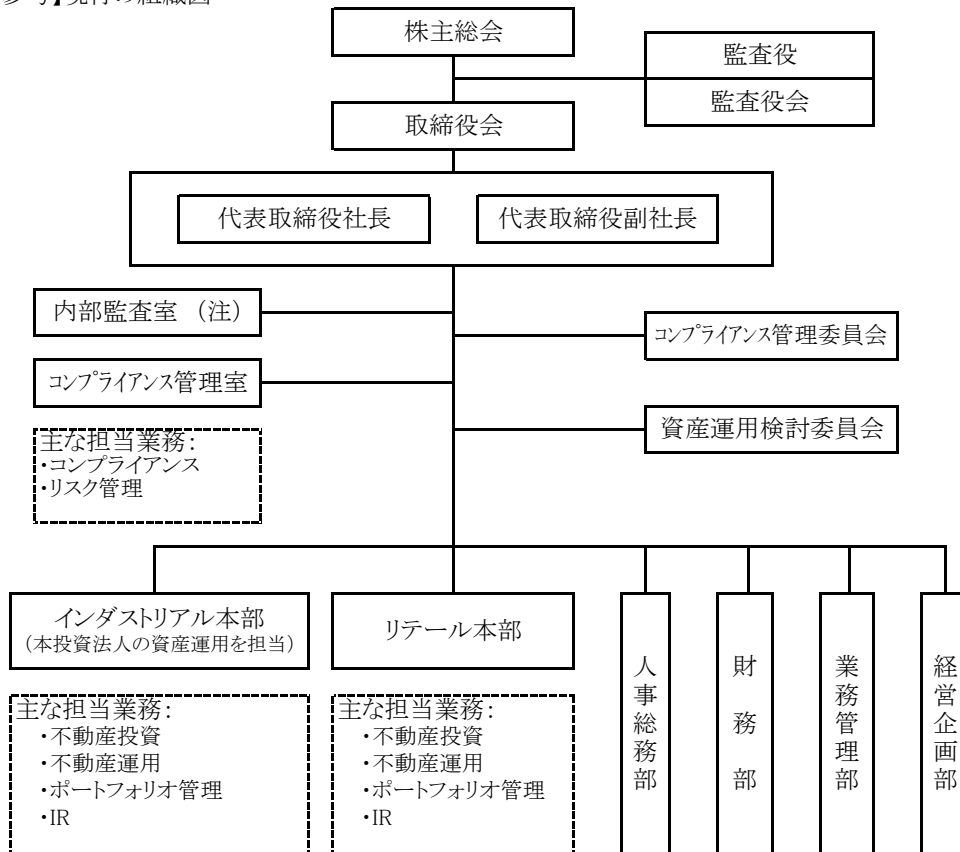 株主総会
監査役
監査役会
取締役会
代表取締役社長
代表取締役副社長
内部監査室 (注)
コンプライアンス管理委員会
コンプライアンス管理室
資産運用検討委員会
主な担当業務:
・コンプライアンス
・リスク管理
インダストリアル本部
(本投資法人の資産運用を担当)
リテール本部
人事総務部
財務部
業務管理部
経営企画部
主な担当業務:
・不動産投資
・不動産運用
・ポートフォリオ管理
・IR
主な担当業務:
・不動産投資
・不動産運用
・ポートフォリオ管理
・IR